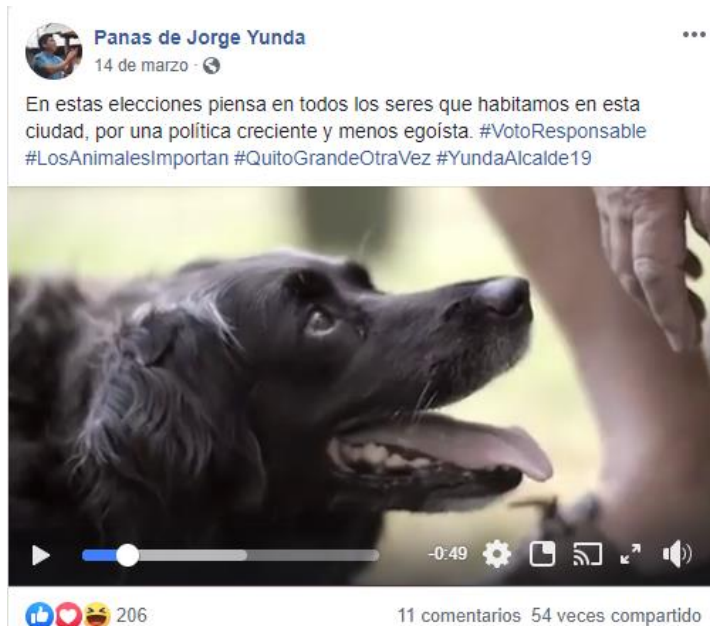 Panas de Jorge Yunda
14 de marzo ·
En estas elecciones piensa en todos los seres que habitamos en esta
ciudad, por una política creciente y menos egoísta. #VotoResponsable
#LosAnimalesImportan #QuitoGrandeOtraVez #YundaAlcalde19
-0:49
206 11 comentarios 54 veces compartido